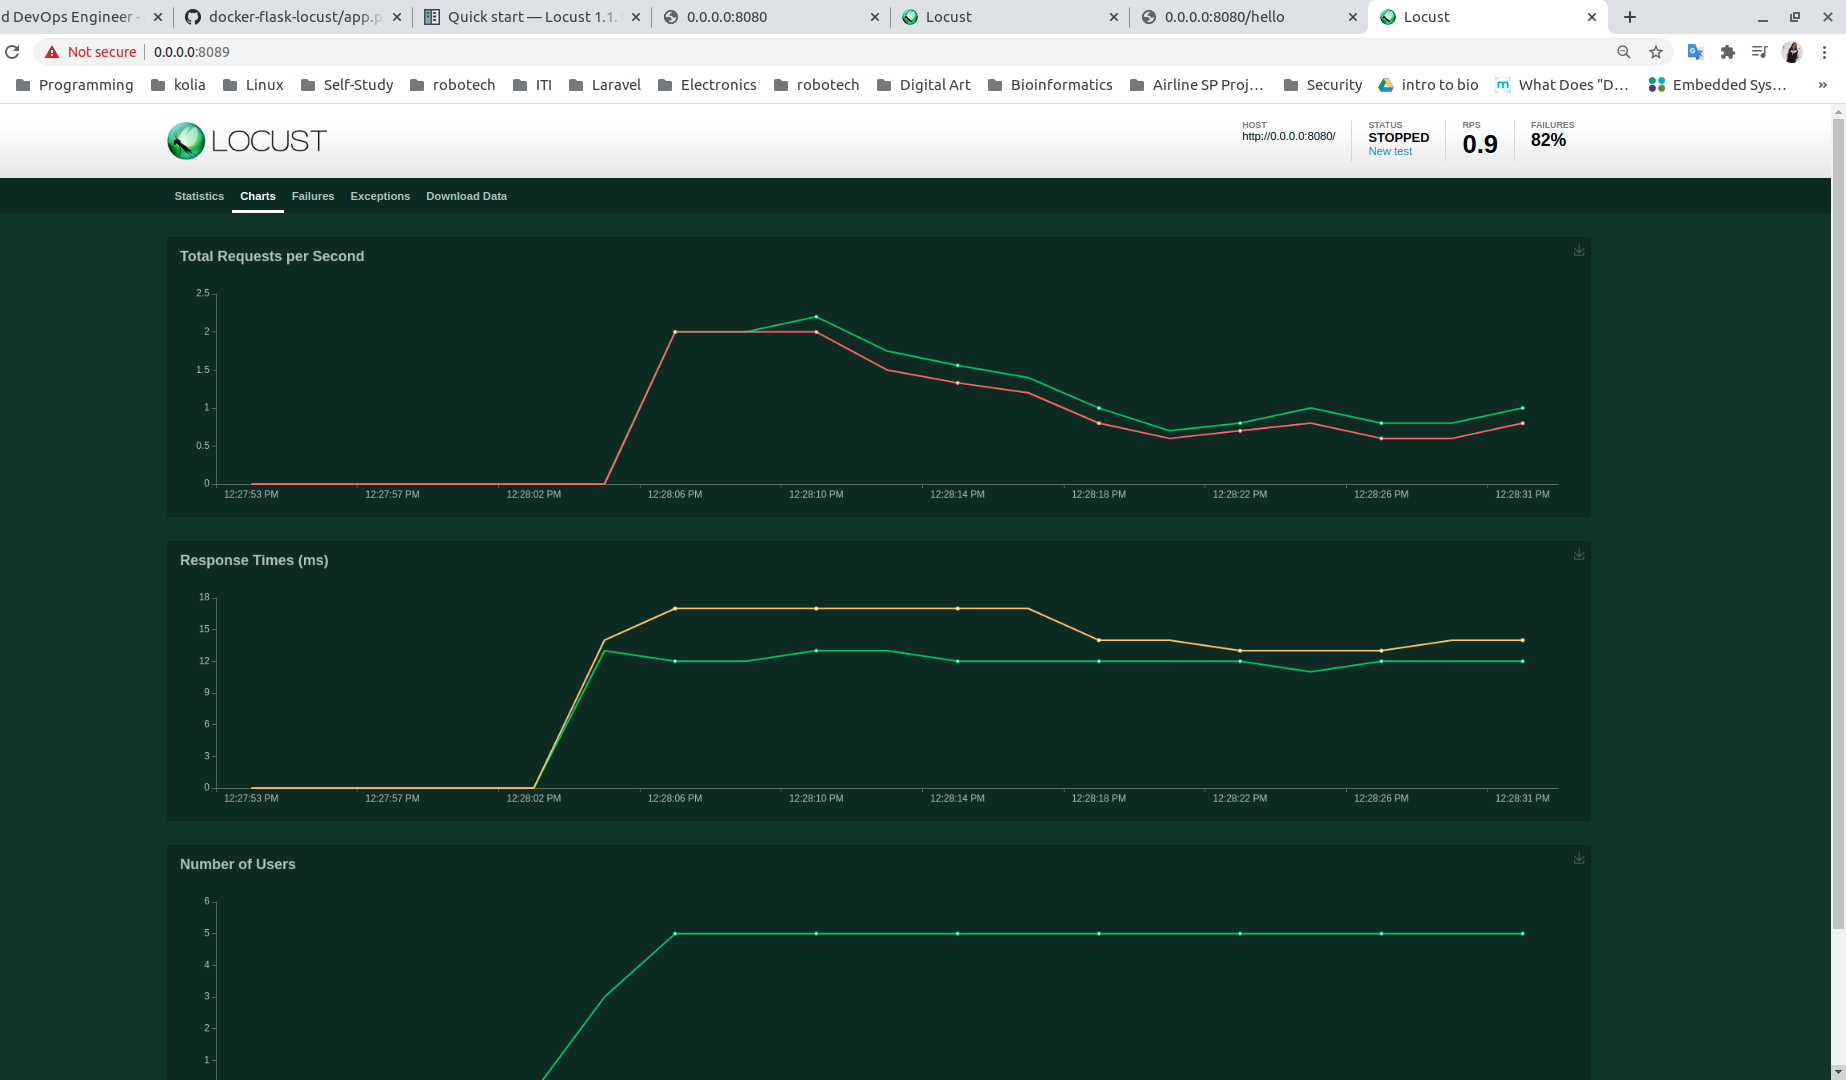 d DevOps Engineer - docker-flask-locust/app.p Quick start — Locust 1.1. 0.0.0.0:8080 Locust 0.0.0.0:8080/hello Locust
Not secure 0.0.0.0:8089
Programming kolia Linux Self-Study robotech ITI Laravel Electronics robotech Digital Art Bioinformatics Airline SP Proj… Security intro to bio What Does "D… Embedded Sys… »
LOCUST
HOST
http://0.0.0.0:8080/
STATUS
STOPPED
New test
RPS
0.9
FAILURES
82%
Statistics Charts Failures Exceptions Download Data
Total Requests per Second
2.5
2
1.5
1
0.5
0
12:27:53 PM 12:27:57 PM 12:28:02 PM 12:28:06 PM 12:28:10 PM 12:28:14 PM 12:28:18 PM 12:28:22 PM 12:28:26 PM 12:28:31 PM
Response Times (ms)
18
15
12
9
6
3
0
12:27:53 PM 12:27:57 PM 12:28:02 PM 12:28:06 PM 12:28:10 PM 12:28:14 PM 12:28:18 PM 12:28:22 PM 12:28:26 PM 12:28:31 PM
Number of Users
6
5
4
3
2
1